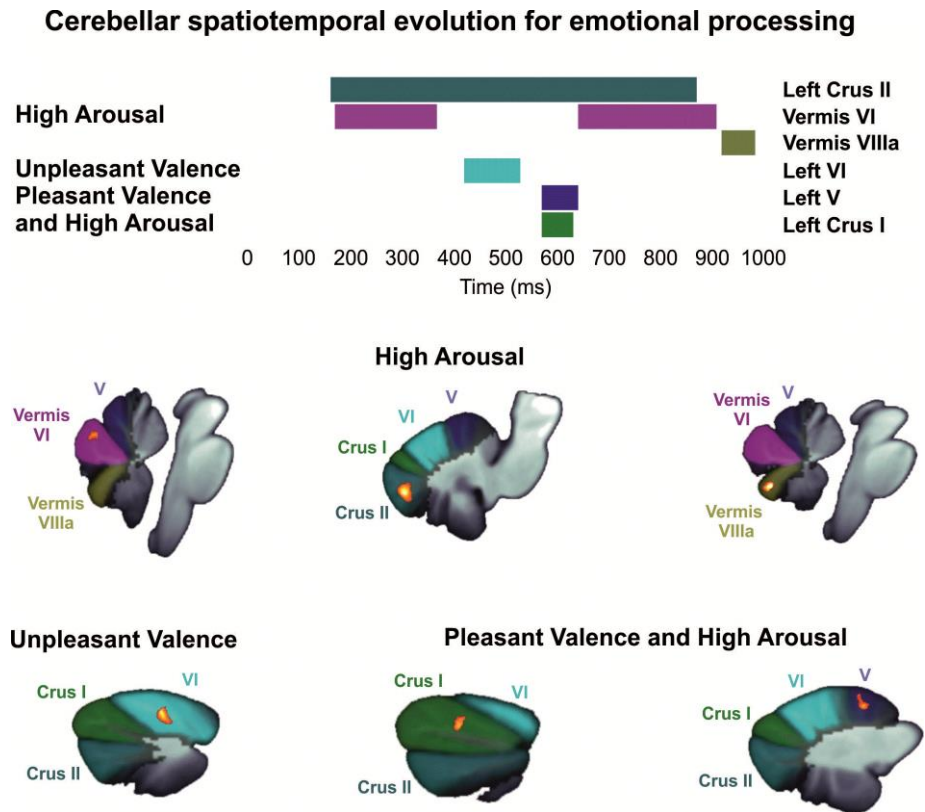 Cerebellar spatiotemporal evolution for emotional processing
Left Crus II
High Arousal
Vermis VI
Vermis VIIIa
Unpleasant Valence
Left VI
Pleasant Valence
Left V
and High Arousal
Left Crus I
0 100 200 300 400 500 600 700 800 900 1000
Time (ms)
High Arousal
V
Vermis
VI
Vermis
VIIIa
VI
V
Crus I
Crus II
Vermis
VI
V
Vermis
VIIIa
Unpleasant Valence
Pleasant Valence and High Arousal
Crus I
VI
Crus II
Crus I
VI
Crus II
VI
V
Crus I
Crus II